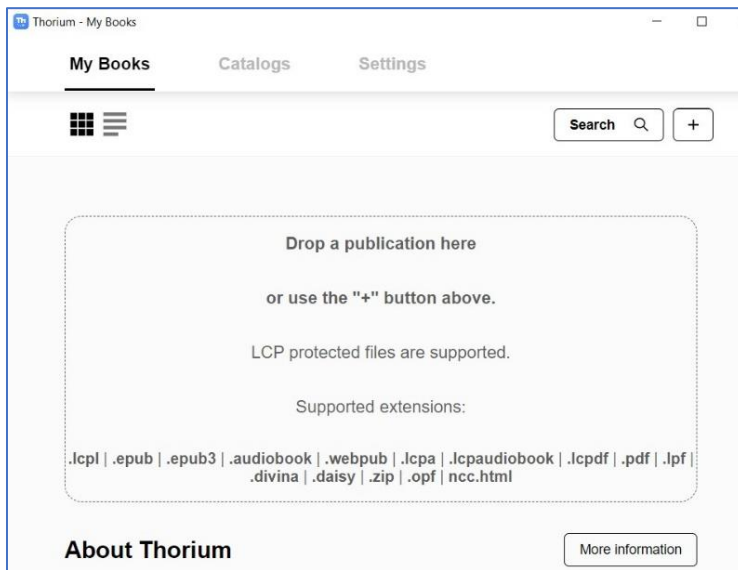 Th Thorium - My Books
My Books Catalogs Settings
Search +
Drop a publication here
or use the "+" button above.
LCP protected files are supported.
Supported extensions:
.lcpl | .epub | .epub3 | .audiobook | .webpub | .lcpa | .lcpaudiobook | .lcpdf | .pdf | .lpf |
.divina | .daisy | .zip | .opf | ncc.html
About Thorium More information